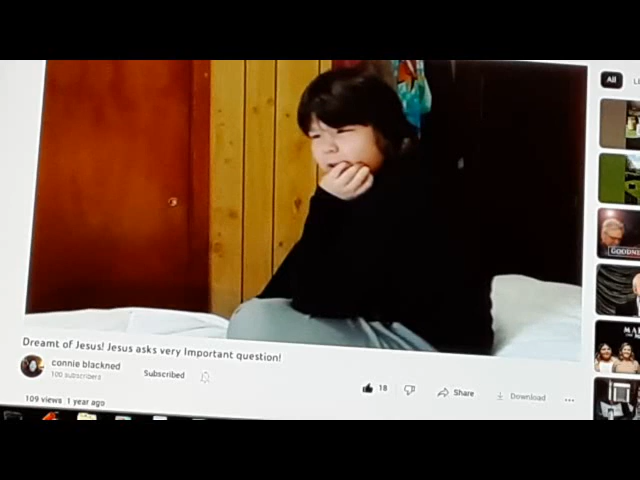 All
Dreamt of Jesus! Jesus asks very Important question!
connie blackned
100 subscribers
Subscribed
18
Share
Download
109 views 1 year ago